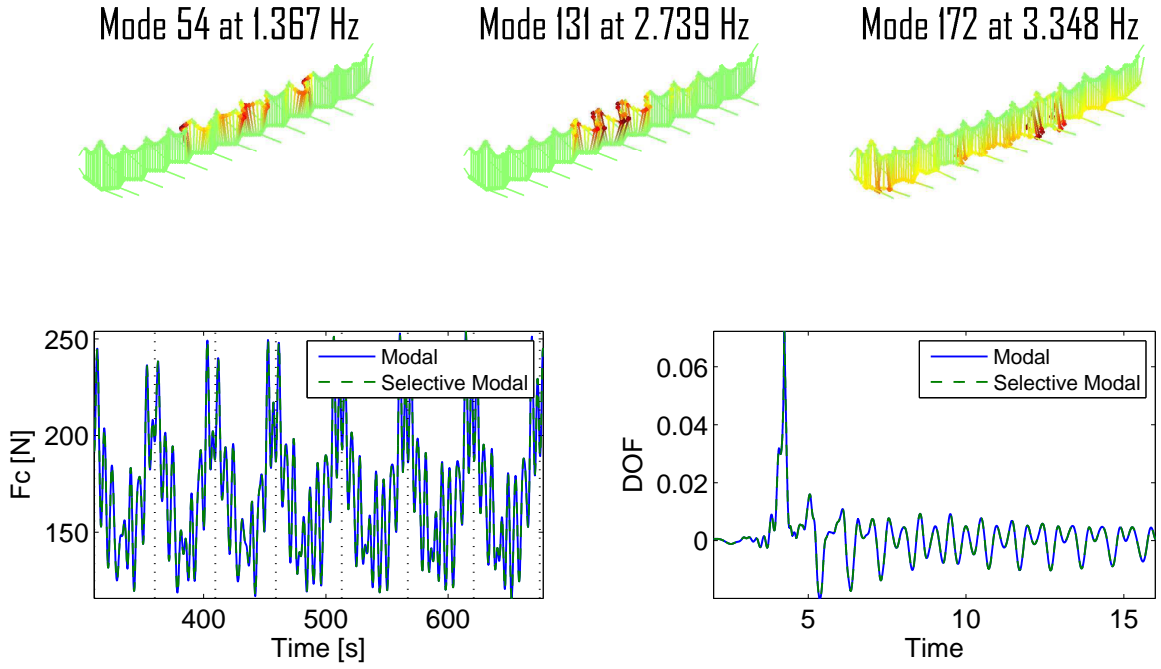 Mode 54 at 1.367 Hz
Mode 131 at 2.739 Hz
Mode 172 at 3.348 Hz
250
200
150
Fc [N]
400
500
600
Time [s]
Modal
Selective Modal
0.06
0.04
0.02
0
DOF
5
10
15
Time
Modal
Selective Modal